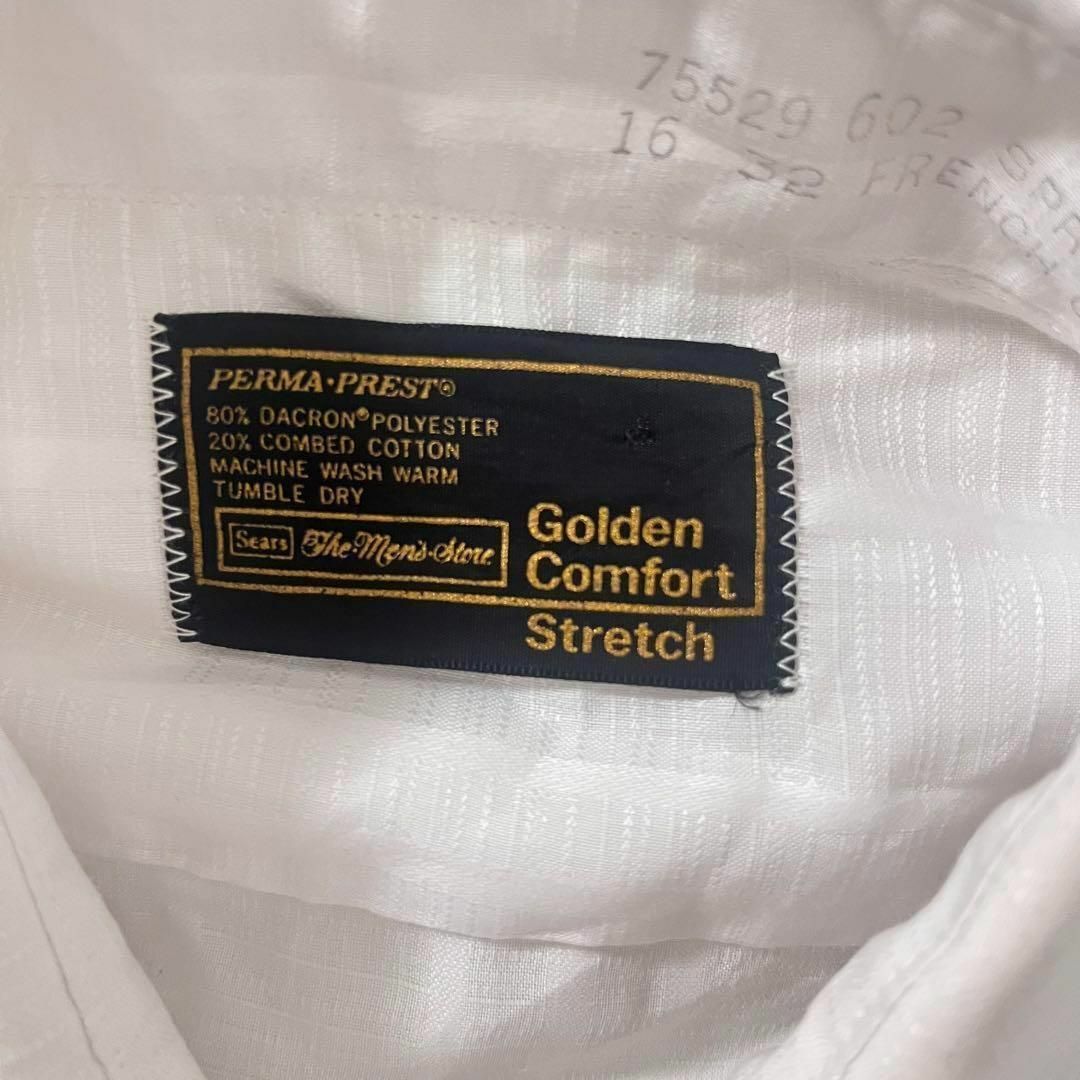 75529 602
16 32 FRENCH
PERMA·PREST®
80% DACRON® POLYESTER
20% COMBED COTTON
MACHINE WASH WARM
TUMBLE DRY
Sears The·Men's·Store
Golden
Comfort
Stretch